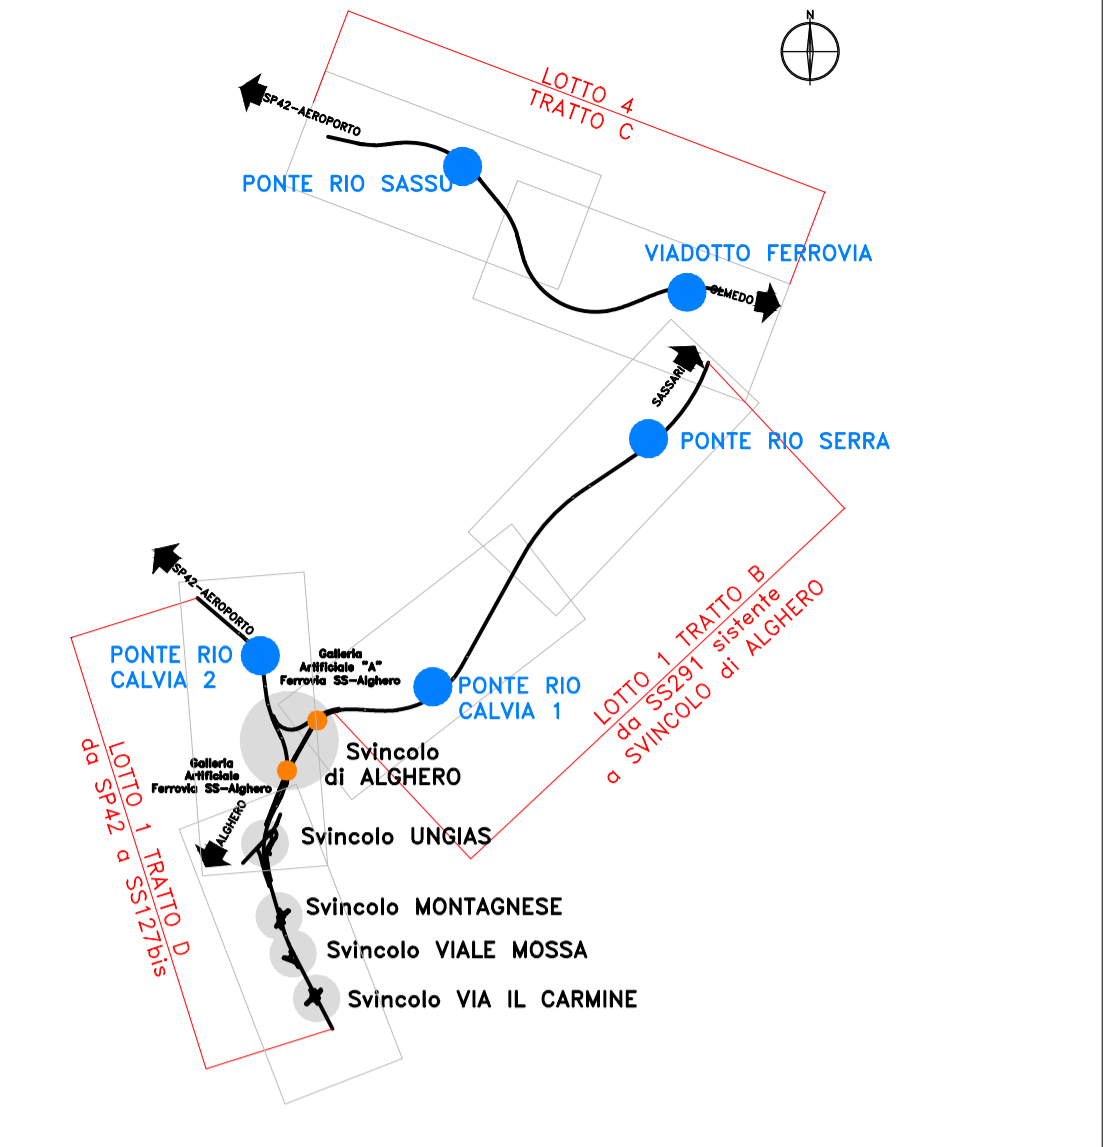 N
LOTTO 4
TRATTO C
SP42-AEROPORTO
PONTE RIO SASSU
VIADOTTO FERROVIA
OLMEDO
SASSARI
PONTE RIO SERRA
LOTTO 1 TRATTO B
da SS291 sistente
a SVINCOLO di ALGHERO
SP42-AEROPORTO
PONTE RIO
CALVIA 2
Galleria
Artificiale "A"
Ferrovia SS-Alghero
PONTE RIO
CALVIA 1
Svincolo
di ALGHERO
Galleria
Artificiale
Ferrovia SS-Alghero
ALGHERO
LOTTO 1 TRATTO D
da SP42 a SS127bis
Svincolo UNGIAS
Svincolo MONTAGNESE
Svincolo VIALE MOSSA
Svincolo VIA IL CARMINE